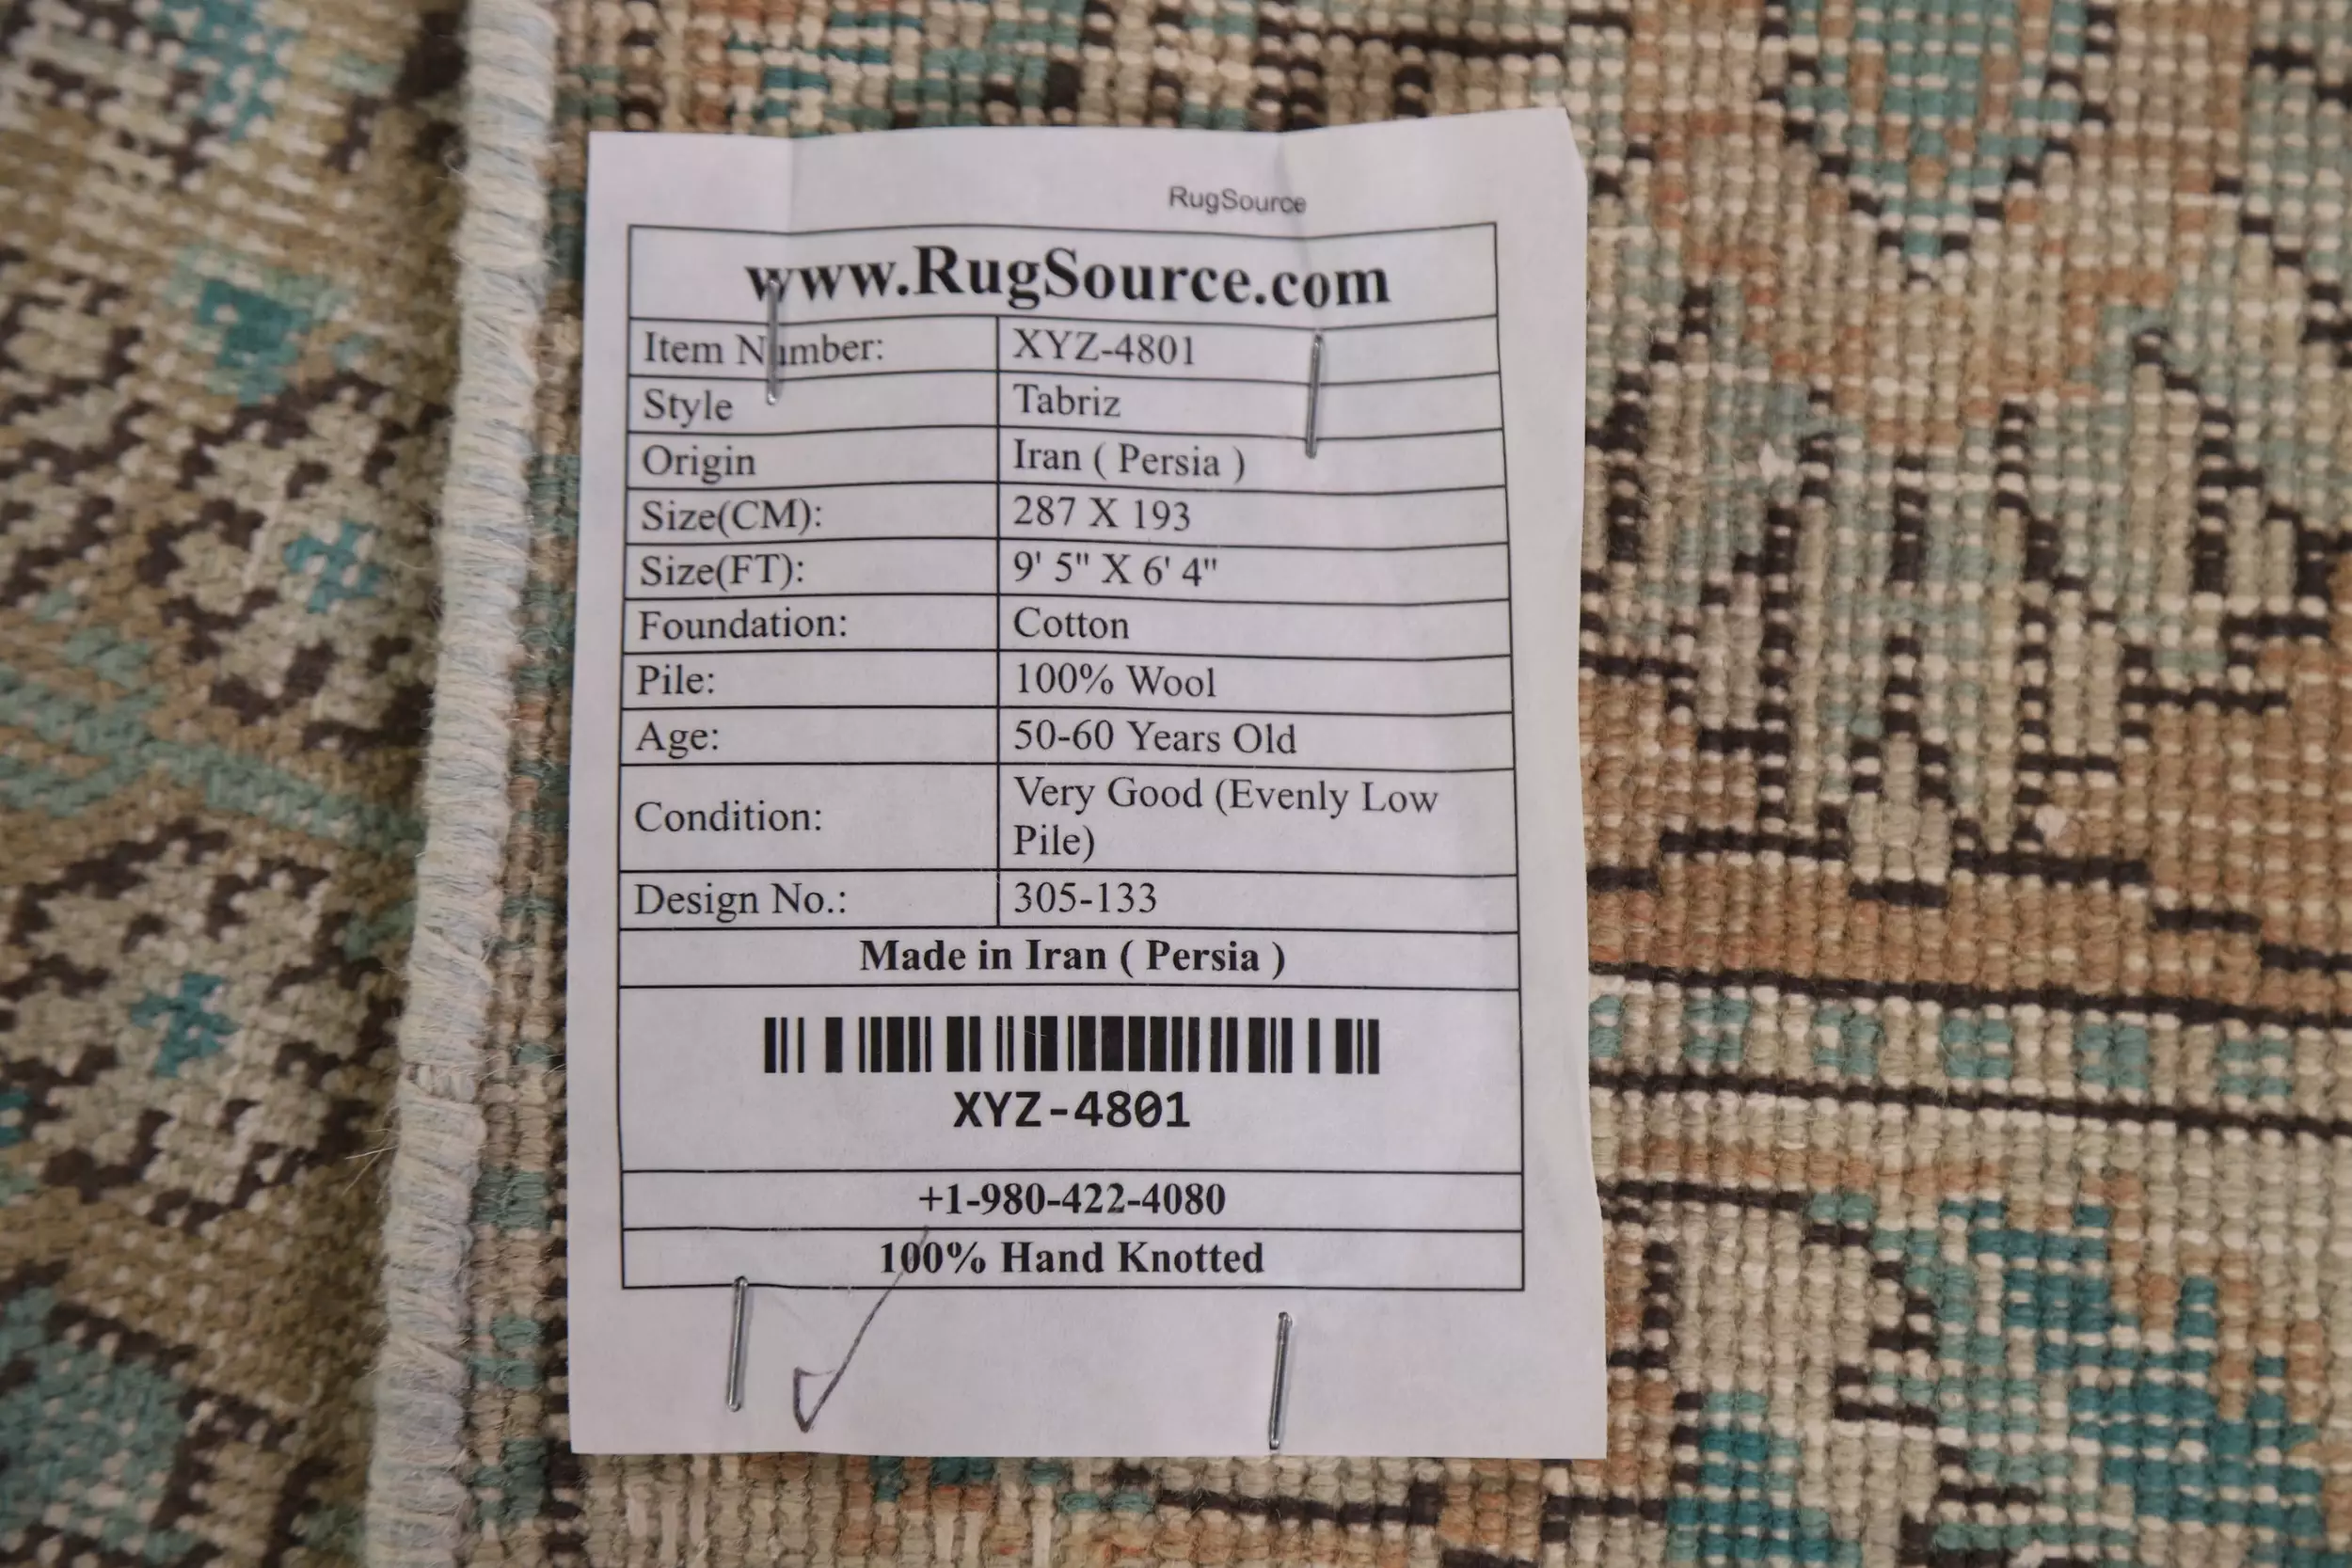 RugSource
www.RugSource.com
Item Number: XYZ-4801
Style Tabriz
Origin Iran ( Persia )
Size(CM): 287 X 193
Size(FT): 9' 5" X 6' 4"
Foundation: Cotton
Pile: 100% Wool
Age: 50-60 Years Old
Condition: Very Good (Evenly Low
Pile)
Design No.: 305-133
Made in Iran ( Persia )
XYZ-4801
+1-980-422-4080
100% Hand Knotted